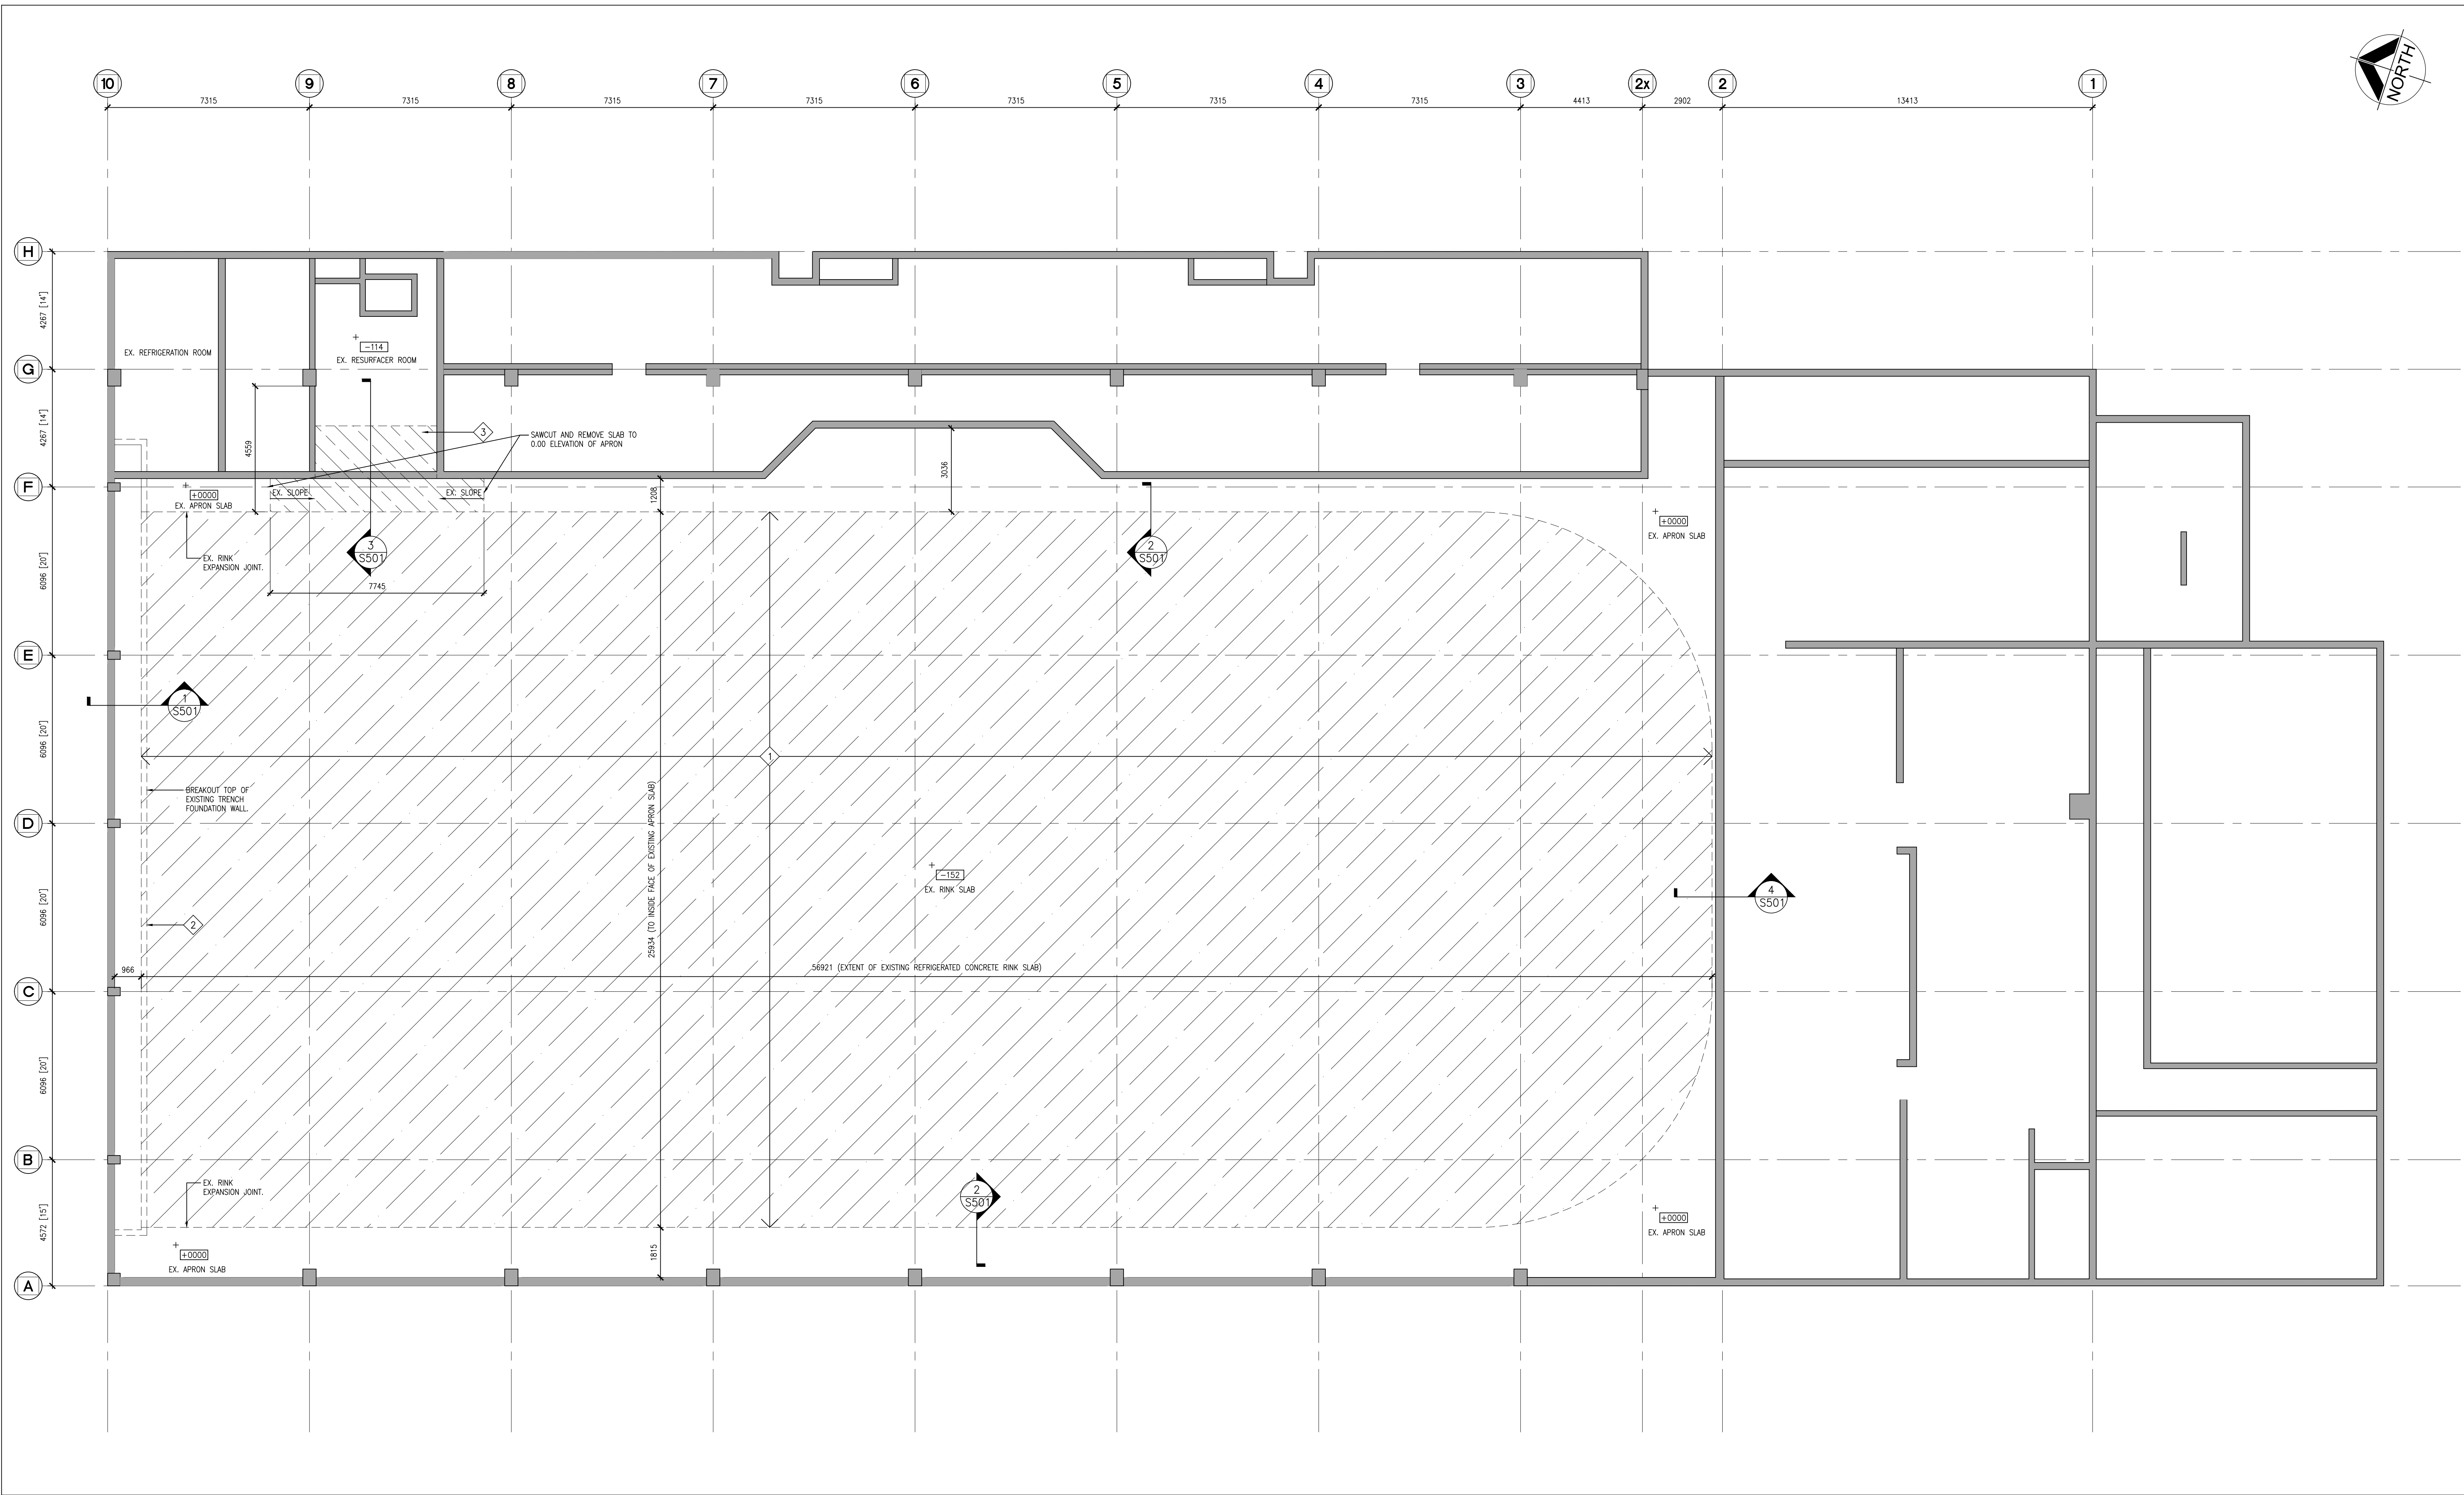 NORTH
10
9
8
7
6
5
4
3
2x
2
1
7315
7315
7315
7315
7315
7315
7315
4413
2902
13413
H
4267 [14']
EX. REFRIGERATION ROOM
-114
EX. RESURFACER ROOM
G
4267 [14']
4559
3
SAWCUT AND REMOVE SLAB TO
0.00 ELEVATION OF APRON
3036
F
+0000
EX. APRON SLAB
EX. SLOPE
EX. SLOPE
1208
+0000
EX. APRON SLAB
EX. RINK
EXPANSION JOINT.
3
S501
2
S501
6096 [20']
7745
E
1
S501
6096 [20']
1
BREAKOUT TOP OF
EXISTING TRENCH
FOUNDATION WALL.
D
25934 (TO INSIDE FACE OF EXISTING APRON SLAB)
-152
EX. RINK SLAB
4
S501
6096 [20']
2
966
56921 (EXTENT OF EXISTING REFRIGERATED CONCRETE RINK SLAB)
C
6096 [20']
B
EX. RINK
EXPANSION JOINT.
2
S501
4572 [15']
+0000
EX. APRON SLAB
1815
+0000
EX. APRON SLAB
A